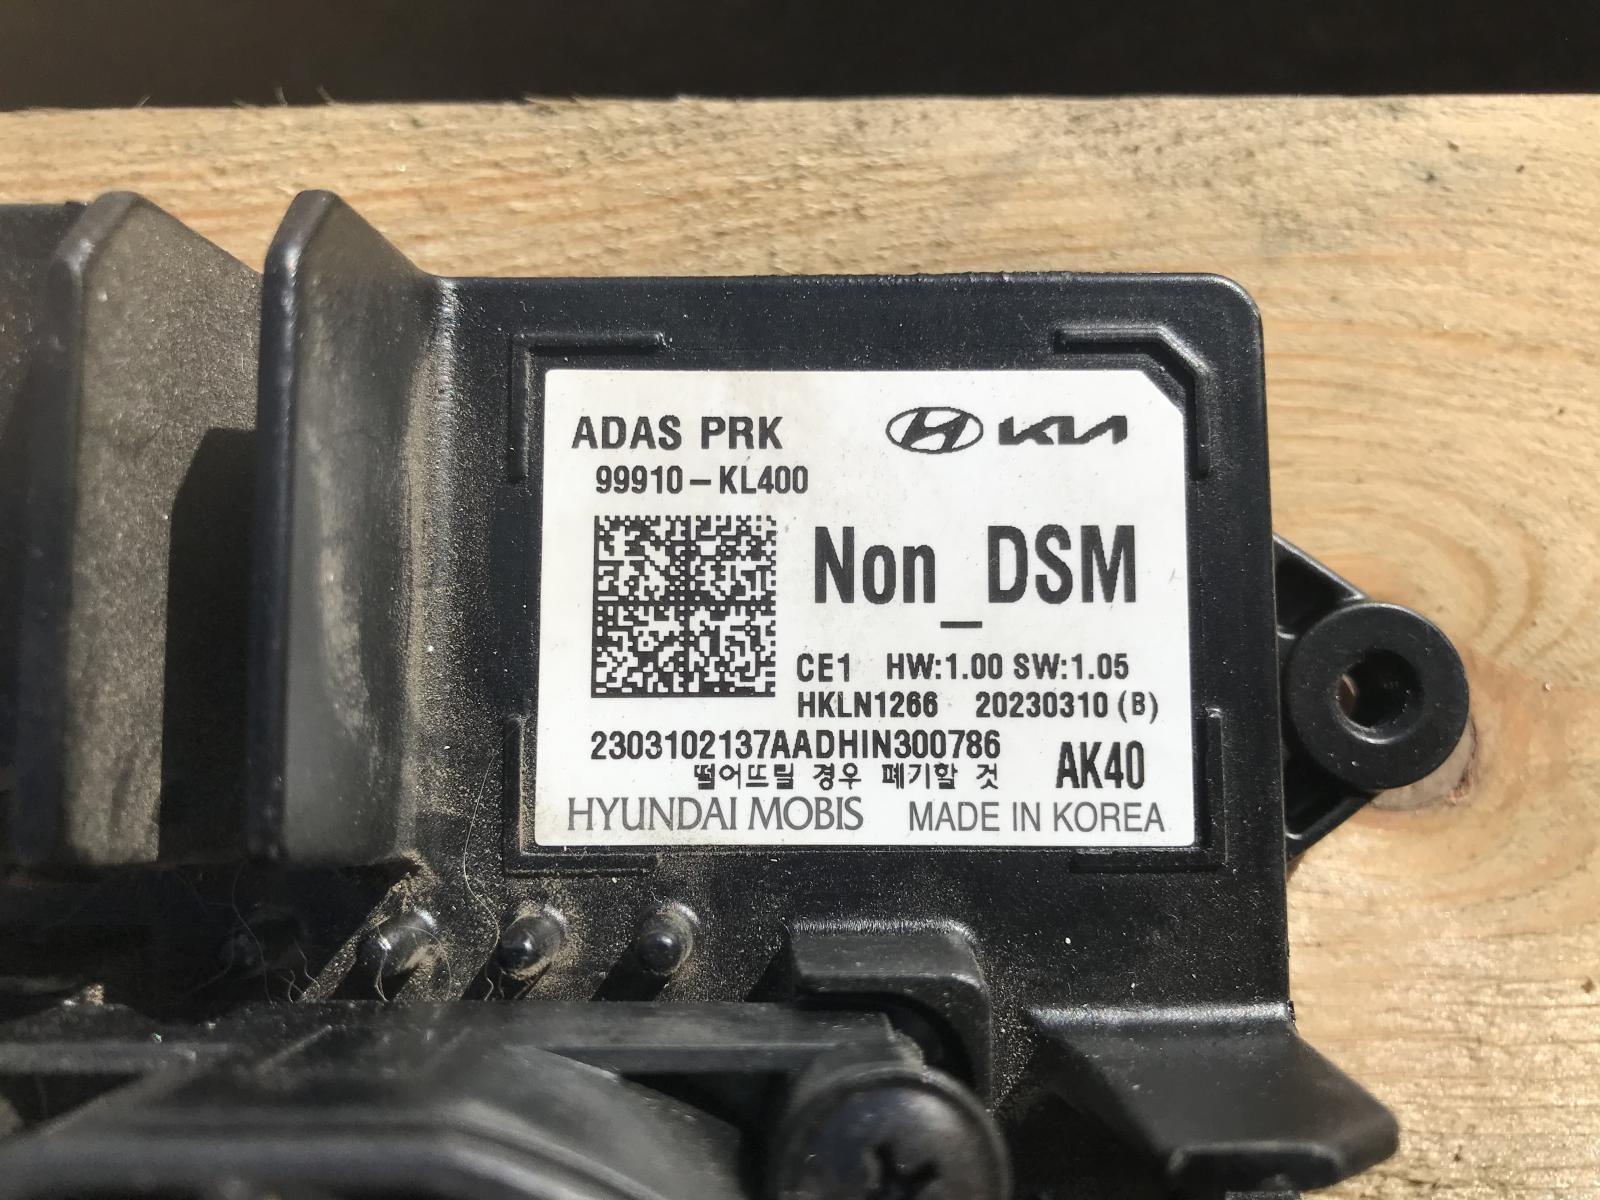 ADAS PRK
KIA
99910-KL400
Non_DSM
CE1 HW:1.00 SW:1.05
HKLN1266 20230310 (B)
2303102137AADHIN300786
떨어뜨릴 경우 폐기할 것
AK40
HYUNDAI MOBIS MADE IN KOREA